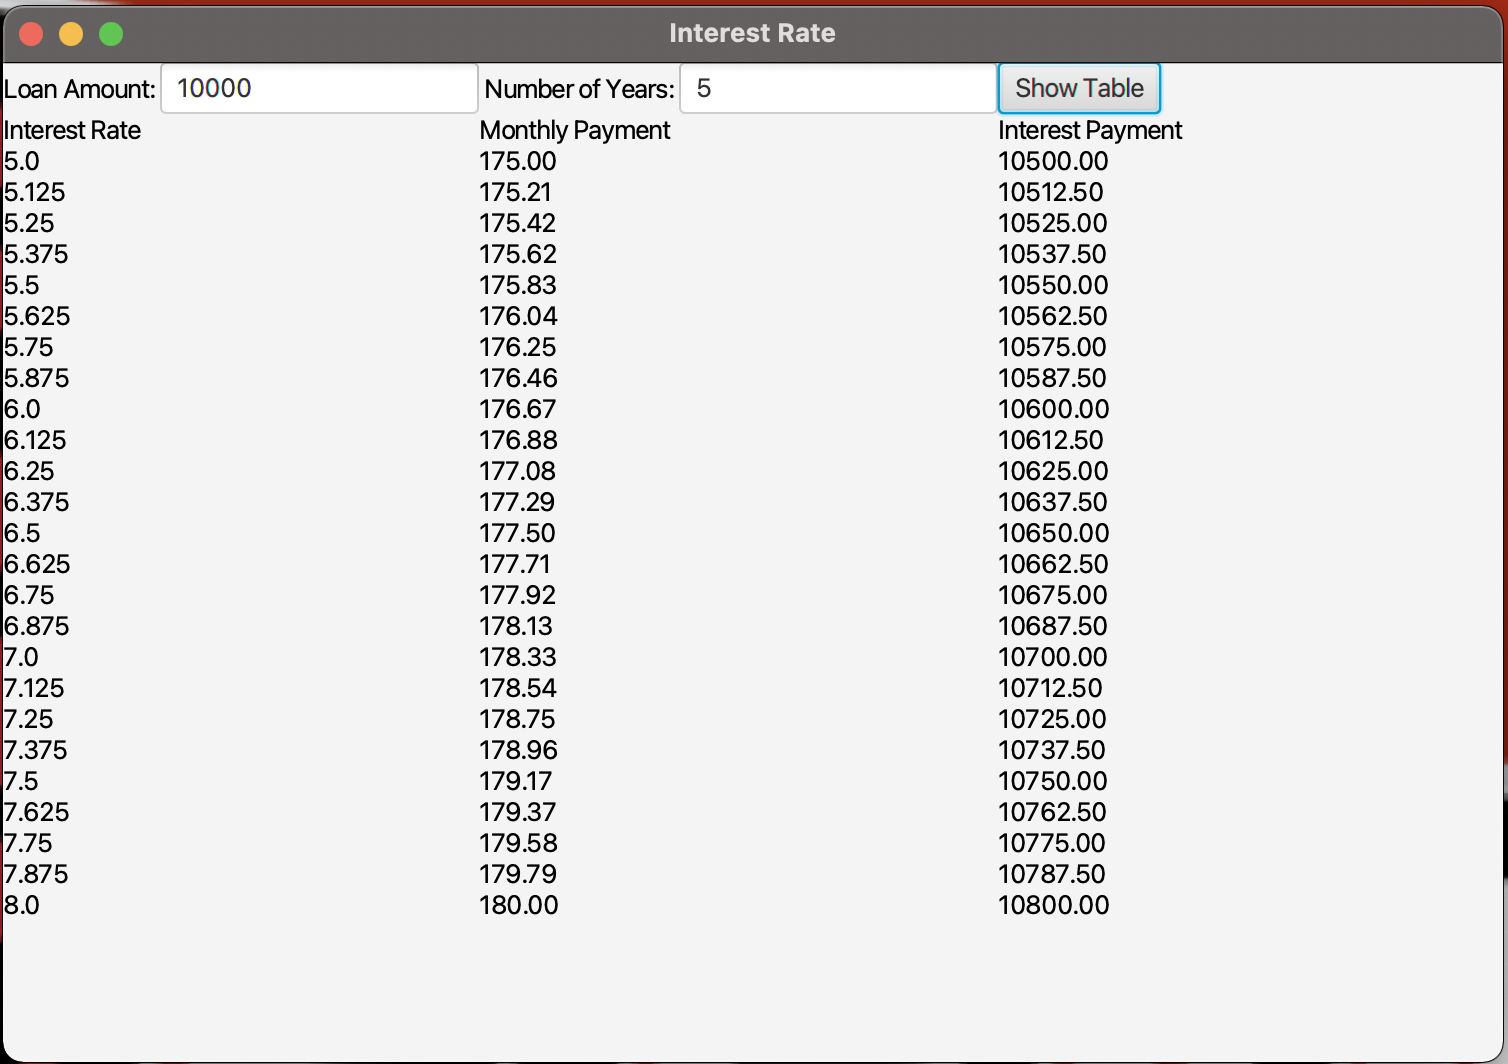 Interest Rate
Loan Amount: 10000 Number of Years: 5 Show Table
Interest Rate Monthly Payment Interest Payment
5.0 175.00 10500.00
5.125 175.21 10512.50
5.25 175.42 10525.00
5.375 175.62 10537.50
5.5 175.83 10550.00
5.625 176.04 10562.50
5.75 176.25 10575.00
5.875 176.46 10587.50
6.0 176.67 10600.00
6.125 176.88 10612.50
6.25 177.08 10625.00
6.375 177.29 10637.50
6.5 177.50 10650.00
6.625 177.71 10662.50
6.75 177.92 10675.00
6.875 178.13 10687.50
7.0 178.33 10700.00
7.125 178.54 10712.50
7.25 178.75 10725.00
7.375 178.96 10737.50
7.5 179.17 10750.00
7.625 179.37 10762.50
7.75 179.58 10775.00
7.875 179.79 10787.50
8.0 180.00 10800.00